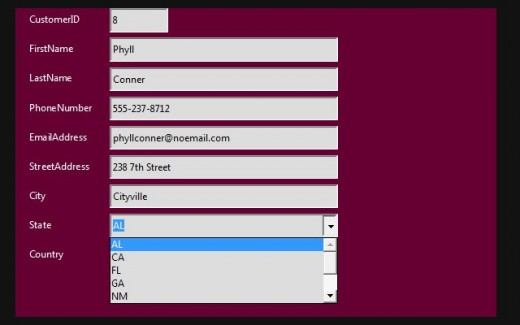 CustomerID 8
FirstName Phyll
LastName Conner
PhoneNumber 555-237-8712
EmailAddress phyllconner@noemail.com
StreetAddress 238 7th Street
City Cityville
State AL
AL
Country
CA
FL
GA
NM